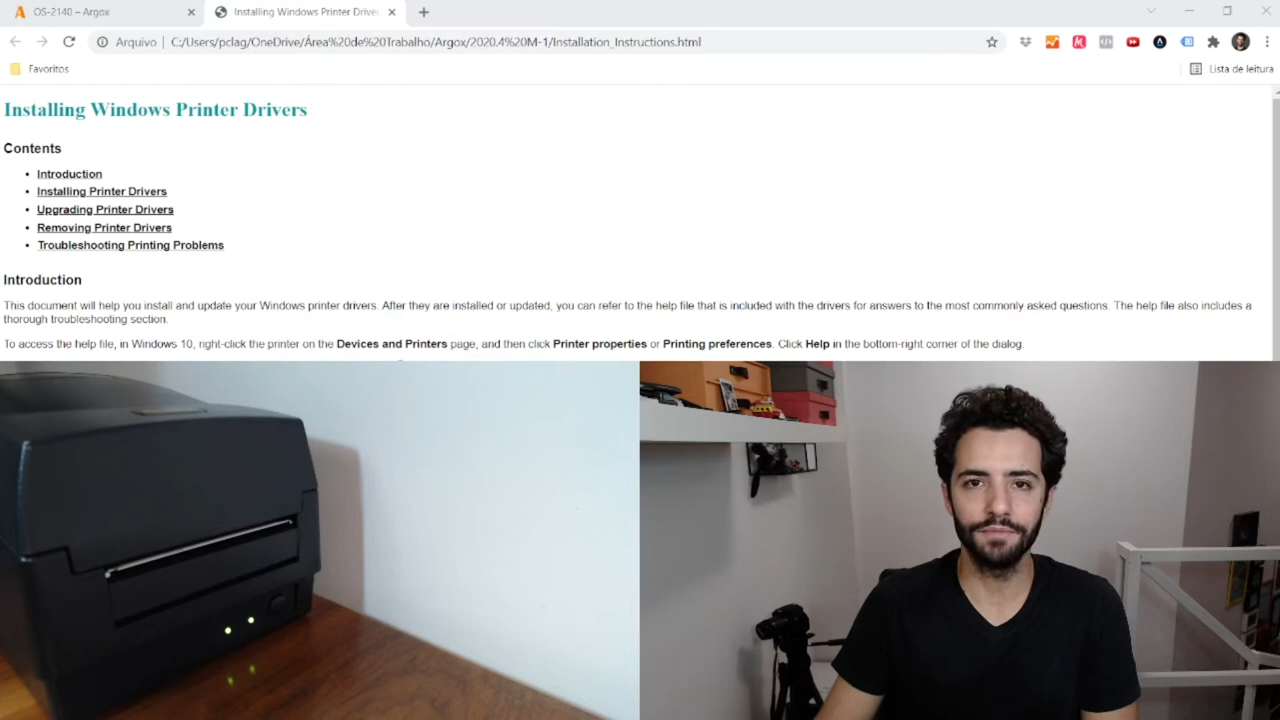 OS-2140 – Argox
Installing Windows Printer Drive
Arquivo | C:/Users/pclag/OneDrive/Área%20de%20Trabalho/Argox/2020.4%20M-1/Installation_Instructions.html
Favoritos
Lista de leitura
Installing Windows Printer Drivers
Contents
• Introduction
• Installing Printer Drivers
• Upgrading Printer Drivers
• Removing Printer Drivers
• Troubleshooting Printing Problems
Introduction
This document will help you install and update your Windows printer drivers. After they are installed or updated, you can refer to the help file that is included with the drivers for answers to the most commonly asked questions. The help file also includes a
thorough troubleshooting section.
To access the help file, in Windows 10, right-click the printer on the Devices and Printers page, and then click Printer properties or Printing preferences. Click Help in the bottom-right corner of the dialog.